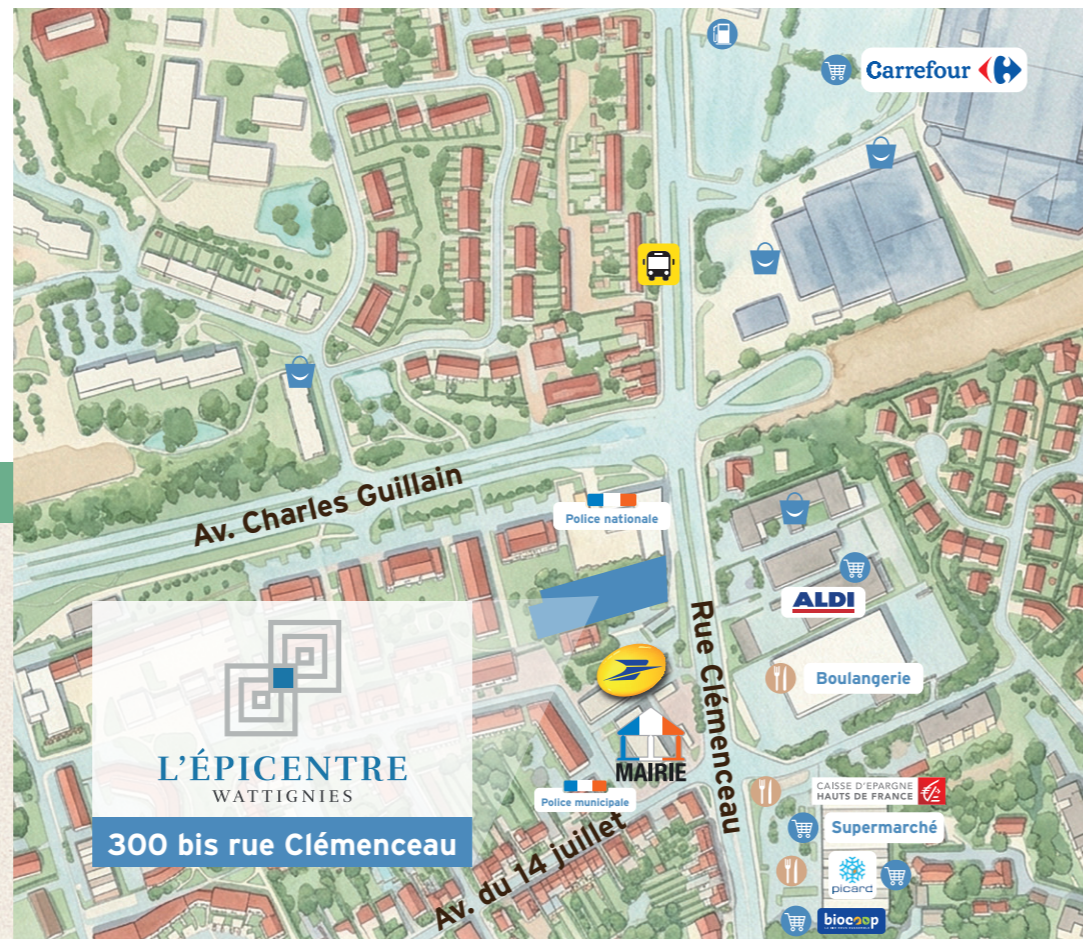 Carrefour
Av. Charles Guillain
Police nationale
ALDI
Rue Clémenceau
Boulangerie
L'ÉPICENTRE
WATTIGNIES
300 bis rue Clémenceau
MAIRIE
Police municipale
Av. du 14 juillet
CAISSE D'EPARGNE
HAUTS DE FRANCE
Supermarché
picard
biocoop